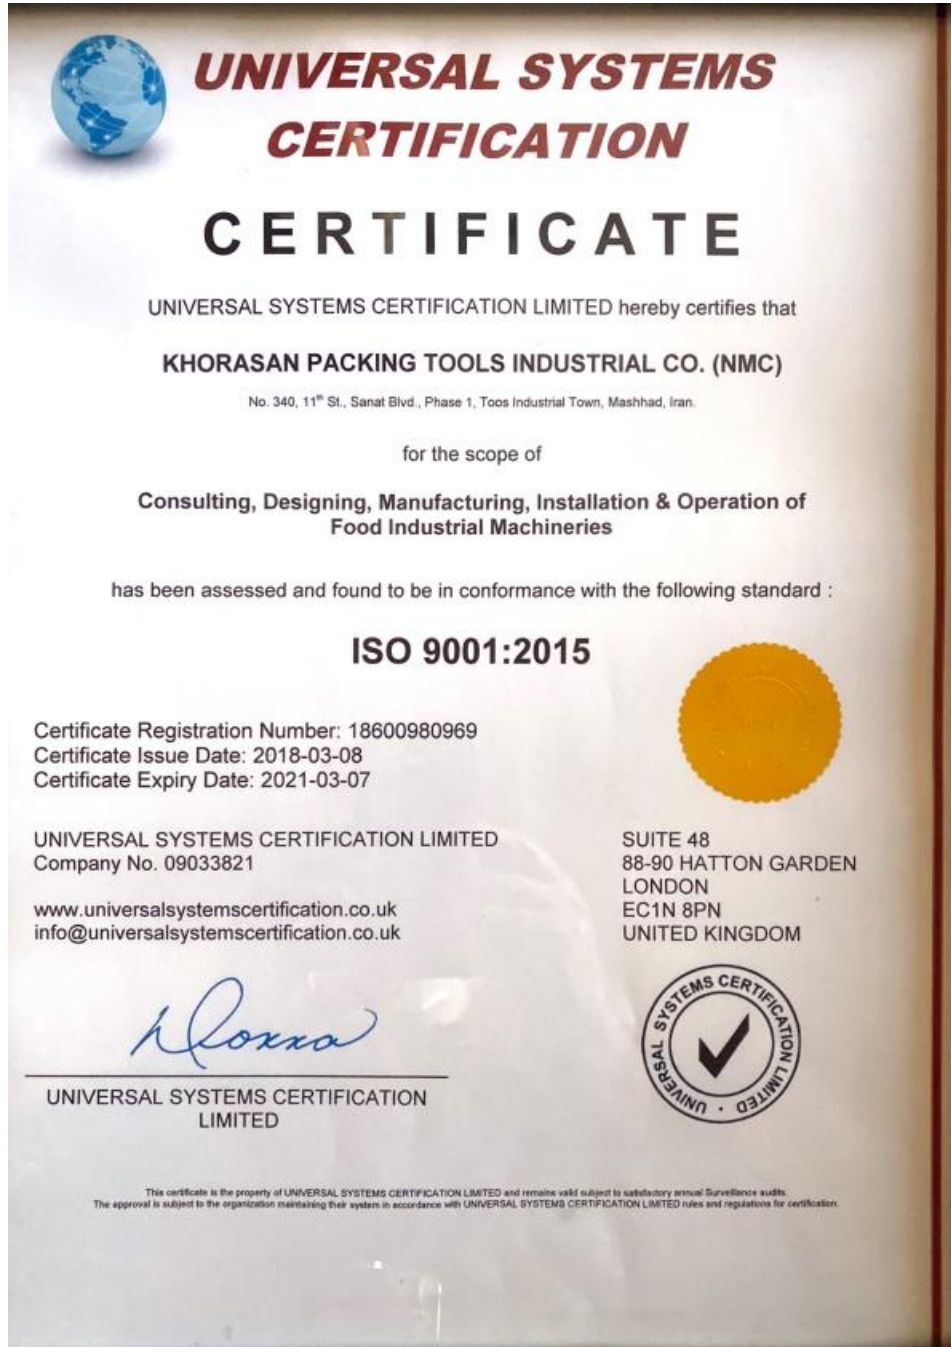 UNIVERSAL SYSTEMS
CERTIFICATION
CERTIFICATE
UNIVERSAL SYSTEMS CERTIFICATION LIMITED hereby certifies that
KHORASAN PACKING TOOLS INDUSTRIAL CO. (NMC)
No. 340, 11th St., Sanat Blvd., Phase 1, Toos Industrial Town, Mashhad, Iran.
for the scope of
Consulting, Designing, Manufacturing, Installation & Operation of
Food Industrial Machineries
has been assessed and found to be in conformance with the following standard :
ISO 9001:2015
Certificate Registration Number: 18600980969
Certificate Issue Date: 2018-03-08
Certificate Expiry Date: 2021-03-07
UNIVERSAL SYSTEMS CERTIFICATION LIMITED
Company No. 09033821
www.universalsystemscertification.co.uk
info@universalsystemscertification.co.uk
SUITE 48
88-90 HATTON GARDEN
LONDON
EC1N 8PN
UNITED KINGDOM
Donna
UNIVERSAL SYSTEMS CERTIFICATION
LIMITED
UNIVERSAL SYSTEMS CERTIFICATION LIMITED
This certificate is the property of UNIVERSAL SYSTEMS CERTIFICATION LIMITED and remains valid subject to satisfactory annual Surveillance audits.
The approval is subject to the organization maintaining their system in accordance with UNIVERSAL SYSTEMS CERTIFICATION LIMITED rules and regulations for certification.